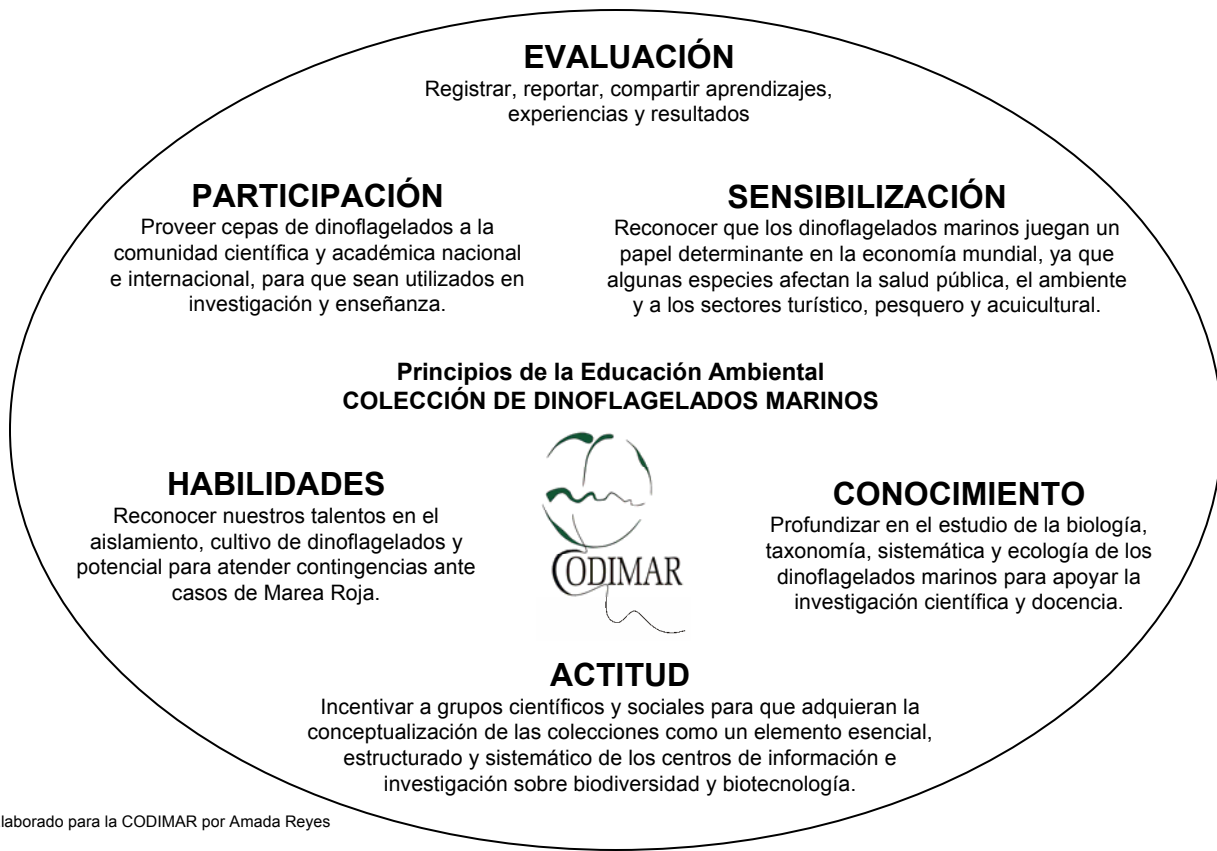 EVALUACIÓN
Registrar, reportar, compartir aprendizajes,
experiencias y resultados
PARTICIPACIÓN
Proveer cepas de dinoflagelados a la
comunidad científica y académica nacional
e internacional, para que sean utilizados en
investigación y enseñanza.
SENSIBILIZACIÓN
Reconocer que los dinoflagelados marinos juegan un
papel determinante en la economía mundial, ya que
algunas especies afectan la salud pública, el ambiente
y a los sectores turístico, pesquero y acuicultural.
Principios de la Educación Ambiental
COLECCIÓN DE DINOFLAGELADOS MARINOS
CODIMAR
HABILIDADES
Reconocer nuestros talentos en el
aislamiento, cultivo de dinoflagelados y
potencial para atender contingencias ante
casos de Marea Roja.
CONOCIMIENTO
Profundizar en el estudio de la biología,
taxonomía, sistemática y ecología de los
dinoflagelados marinos para apoyar la
investigación científica y docencia.
ACTITUD
Incentivar a grupos científicos y sociales para que adquieran la
conceptualización de las colecciones como un elemento esencial,
estructurado y sistemático de los centros de información e
investigación sobre biodiversidad y biotecnología.
laborado para la CODIMAR por Amada Reyes